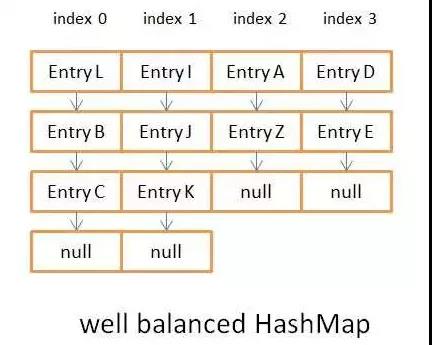 index 0 index 1 index 2 index 3
Entry L Entry I Entry A Entry D
Entry B Entry J Entry Z Entry E
Entry C Entry K null null
null null
well balanced HashMap